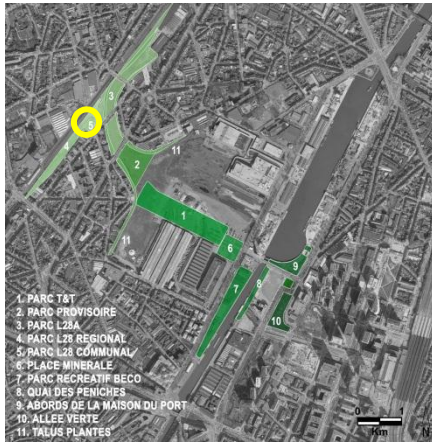 3
5
4
2
11
1
11
6
9
7
8
10
1. PARC T&T
2. PARC PROVISOIRE
3. PARC L28A
4. PARC L28 REGIONAL
5. PARC L28 COMMUNAL
6. PLACE MINERALE
7. PARC RECREATIF BECO
8. QUAI DES PENICHES
9. ABORDS DE LA MAISON DU PORT
10. ALLEE VERTE
11. TALUS PLANTES
0 1
Km N